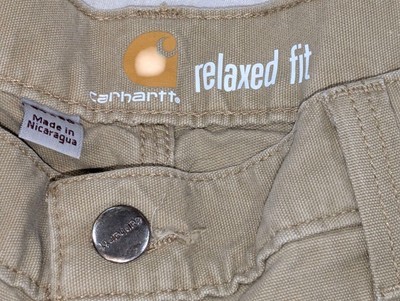 carhartt
relaxed fit
Made in
Nicaragua